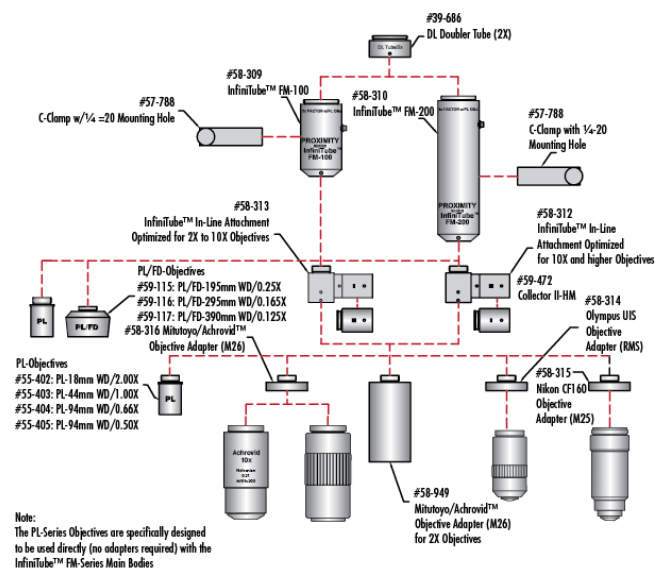 #39-686
DL Doubler Tube (2X)
DL Tube/2x
#58-309
InfiniTube™ FM-100
#58-310
InfiniTube™ FM-200
#57-788
C-Clamp w/¼ =20 Mounting Hole
#57-788
C-Clamp with ¼-20
Mounting Hole
PROXIMITY
InfiniTube™
FM-100
PROXIMITY
InfiniTube™
FM-200
#58-313
InfiniTube™ In-Line Attachment
Optimized for 2X to 10X Objectives
#58-312
InfiniTube™ In-Line
Attachment Optimized
for 10X and higher Objectives
PL
PL/FD
PL/FD-Objectives
#59-115: PL/FD-195mm WD/0.25X
#59-116: PL/FD-295mm WD/0.165X
#59-117: PL/FD-390mm WD/0.125X
#59-472
Collector II-HM
#58-314
Olympus UIS
Objective
Adapter (RMS)
#58-316 Mitutoyo/Achrovid™
Objective Adapter (M26)
#58-315
Nikon CF160
Objective
Adapter (M25)
PL-Objectives
#55-402: PL-18mm WD/2.00X
#55-403: PL-44mm WD/1.00X
#55-404: PL-94mm WD/0.66X
#55-405: PL-94mm WD/0.50X
PL
Achrovid
10x
#58-949
Mitutoyo/Achrovid™
Objective Adapter (M26)
for 2X Objectives
Note:
The PL-Series Objectives are specifically designed
to be used directly (no adapters required) with the
InfiniTube™ FM-Series Main Bodies